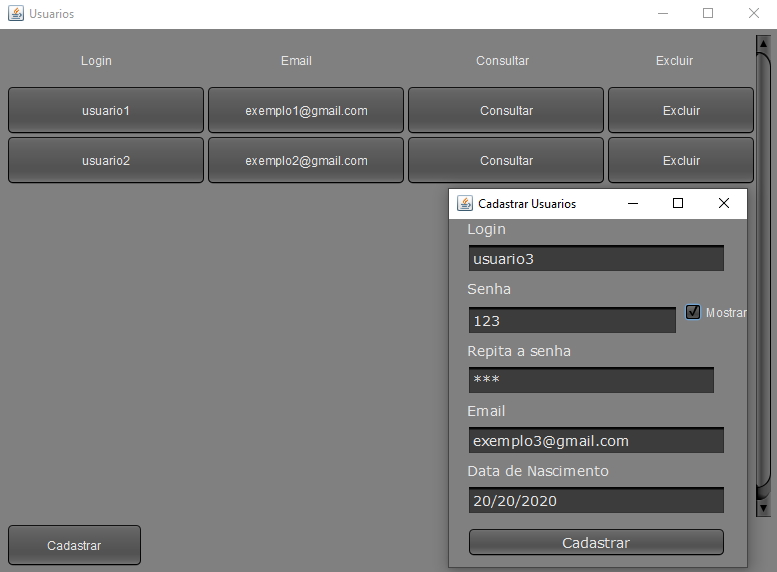 Usuarios
Login Email Consultar Excluir
usuario1 exemplo1@gmail.com Consultar Excluir
usuario2 exemplo2@gmail.com Consultar Excluir
Cadastrar Usuarios
Login
usuario3
Senha
123 Mostrar
Repita a senha
***
Email
exemplo3@gmail.com
Data de Nascimento
20/20/2020
Cadastrar
Cadastrar